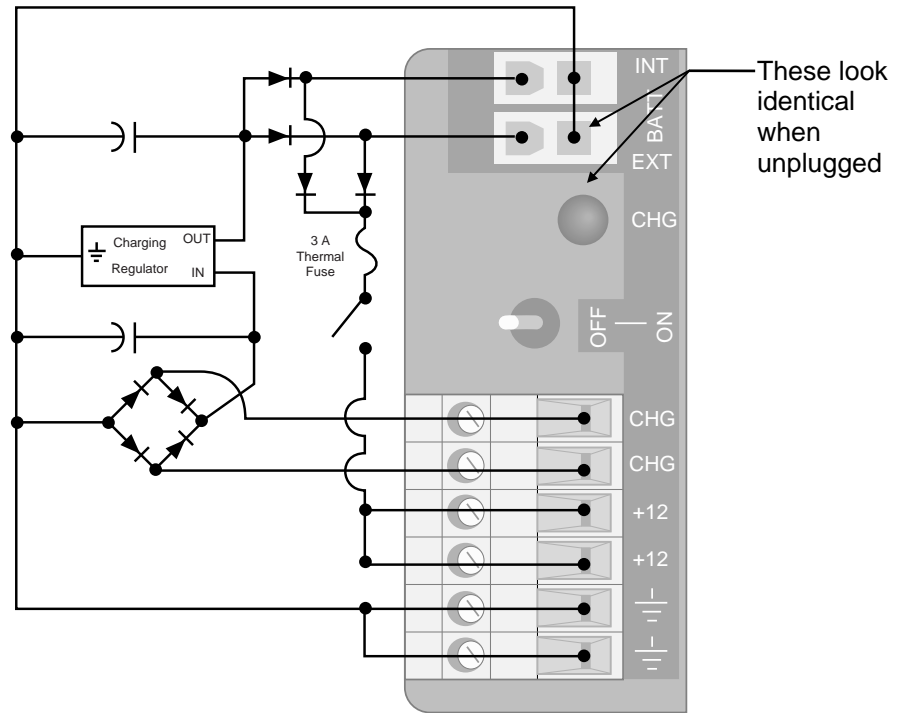 INT
BATT
EXT
These look
identical
when
unplugged
CHG
Charging
Regulator
OUT
IN
3 A
Thermal
Fuse
OFF
ON
CHG
CHG
+12
+12